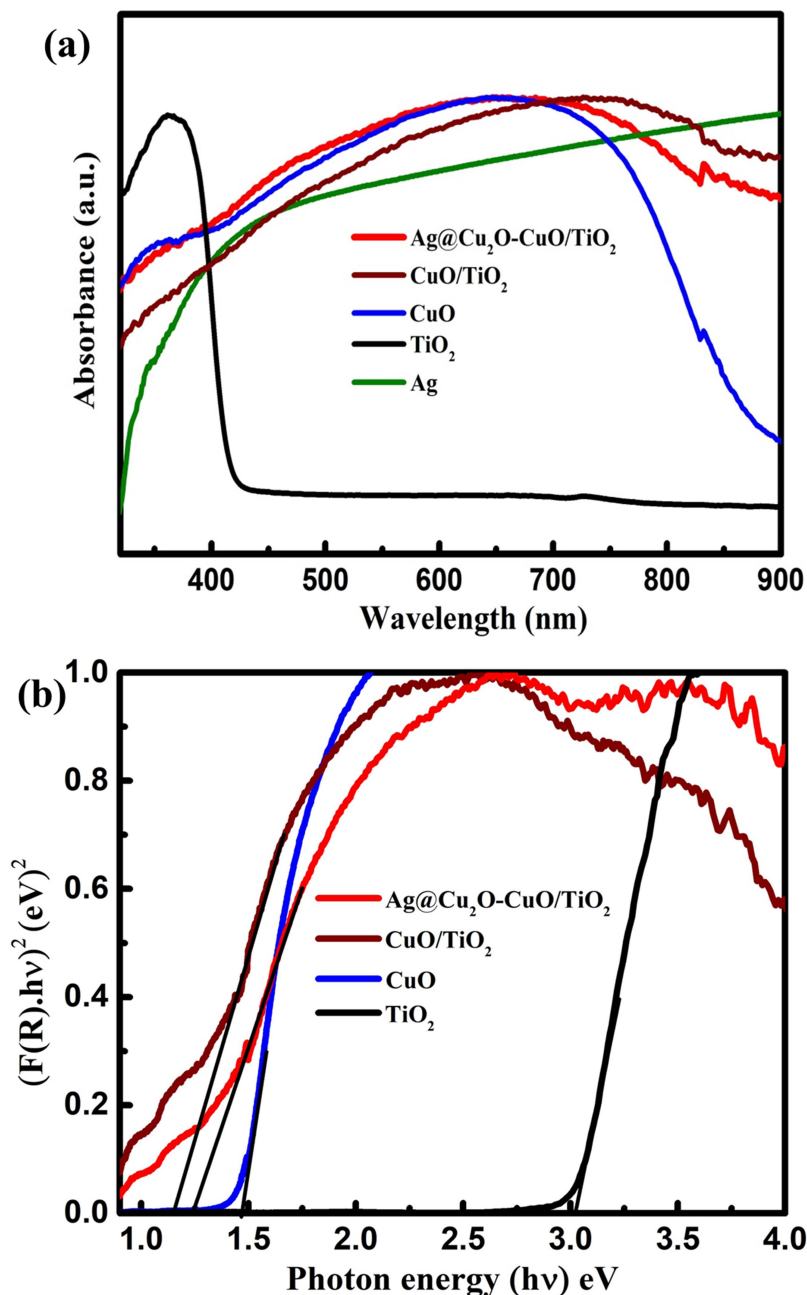 (a)
Absorbance (a.u.)
Ag@Cu₂O-CuO/TiO₂
CuO/TiO₂
CuO
TiO₂
Ag
400 500 600 700 800 900
Wavelength (nm)
(b)
(F(R).hν)² (eV)²
1.0
0.8
0.6
0.4
0.2
0.0
Ag@Cu₂O-CuO/TiO₂
CuO/TiO₂
CuO
TiO₂
1.0 1.5 2.0 2.5 3.0 3.5 4.0
Photon energy (hν) eV